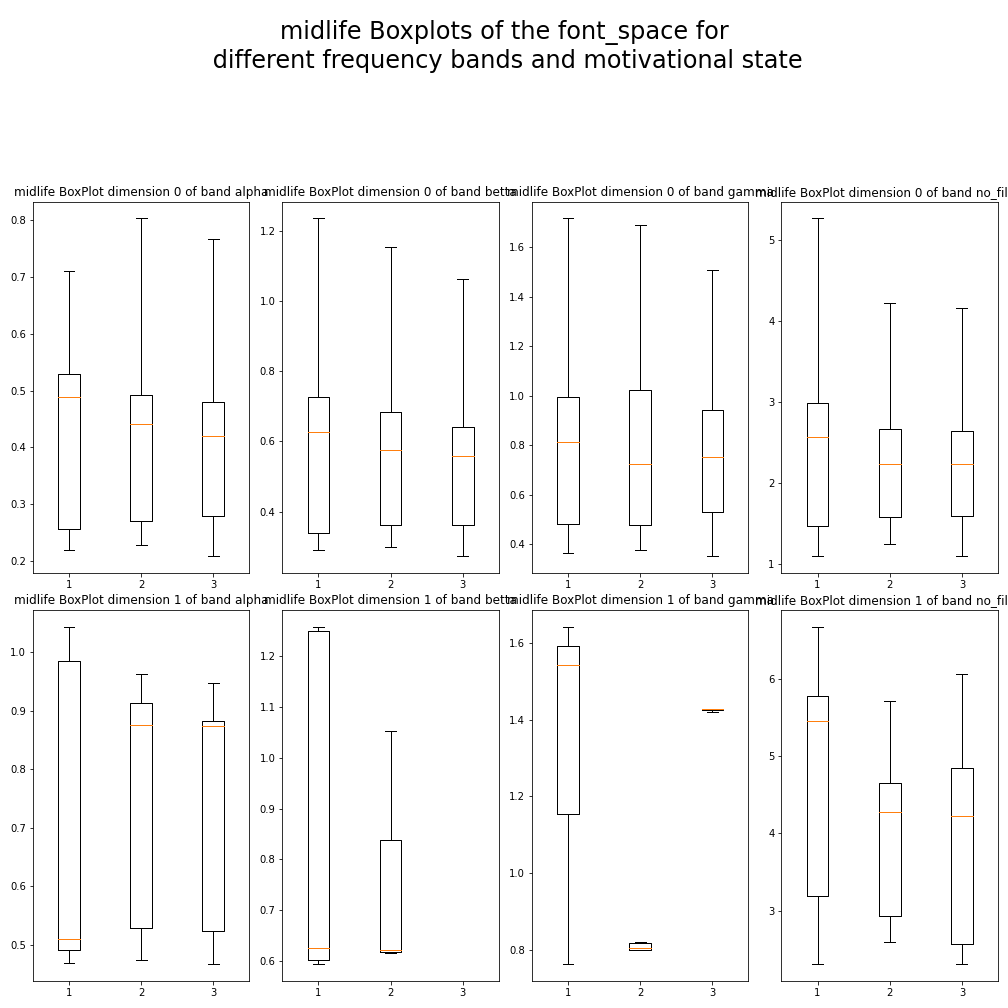 midlife Boxplots of the font_space for
different frequency bands and motivational state
midlife BoxPlot dimension 0 of band alpha
midlife BoxPlot dimension 0 of band betta
midlife BoxPlot dimension 0 of band gamma
midlife BoxPlot dimension 0 of band no_fil
0.8
0.7
0.6
0.5
0.4
0.3
0.2
1 2 3
1.2
1.0
0.8
0.6
0.4
1 2 3
1.6
1.4
1.2
1.0
0.8
0.6
0.4
1 2 3
5
4
3
2
1
1 2 3
midlife BoxPlot dimension 1 of band alpha
midlife BoxPlot dimension 1 of band betta
midlife BoxPlot dimension 1 of band gamma
midlife BoxPlot dimension 1 of band no_fil
1.0
0.9
0.8
0.7
0.6
0.5
1 2 3
1.2
1.1
1.0
0.9
0.8
0.7
0.6
1 2 3
1.6
1.4
1.2
1.0
0.8
1 2 3
6
5
4
3
1 2 3